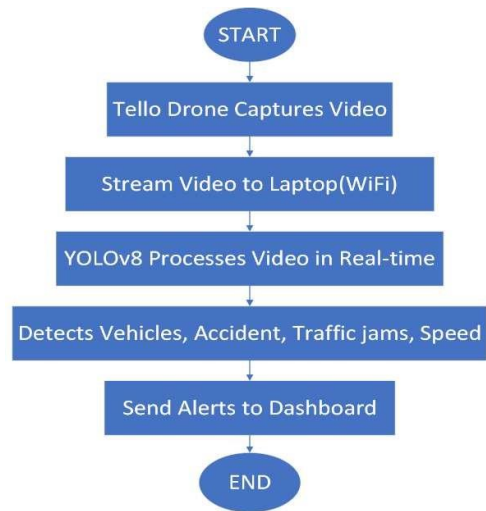 START
Tello Drone Captures Video
Stream Video to Laptop(WiFi)
YOLOv8 Processes Video in Real-time
Detects Vehicles, Accident, Traffic jams, Speed
Send Alerts to Dashboard
END